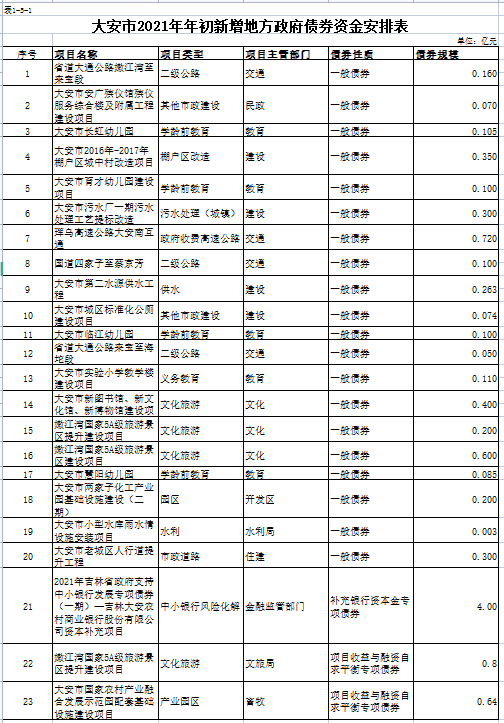 表1-5-1
大安市2021年年初新增地方政府债券资金安排表
单位：亿元
序号 项目名称 项目类型 项目主管部门 债券性质 债券规模
1 省道大通公路嫩江湾至 二级公路 交通 一般债券 0.160
来宝段
2 大安市安广殡仪馆殡仪 其他市政建设 民政 一般债券 0.070
服务综合楼及附属工程
建设项目
3 大安市长虹幼儿园 学龄前教育 教育 一般债券 0.105
4 大安市2016年-2017年 棚户区改造 建设 一般债券 0.350
棚户区城中村改造项目
5 大安市育才幼儿园建设 学龄前教育 教育 一般债券 0.100
项目
6 大安市污水厂一期污水 污水处理（城镇） 建设 一般债券 0.300
处理工艺提标改造
7 珲乌高速公路大安南互 政府收费高速公路 交通 一般债券 0.720
通
8 国道四家子至蔡京芳 二级公路 交通 一般债券 0.100
9 大安市第二水源供水工 供水 建设 一般债券 0.263
程
10 大安市城区标准化公厕 其他市政建设 建设 一般债券 0.074
建设项目
11 大安市临江幼儿园 学龄前教育 教育 一般债券 0.100
12 省道大通公路来宝至海 二级公路 交通 一般债券 0.050
坨段
13 大安市实验小学教学楼 义务教育 教育 一般债券 0.110
建设项目
14 大安市新图书馆、新文 文化旅游 文化 一般债券 0.400
化馆、新博物馆建设项
15 嫩江湾国家5A级旅游景 文化旅游 文化 一般债券 0.200
区提升建设项目
16 嫩江湾国家5A级旅游景 文化旅游 文化 一般债券 0.600
区建设项目
17 大安市慧阳幼儿园 学龄前教育 教育 一般债券 0.085
18 大安市两家子化工产业 园区 开发区 一般债券 0.200
园基础设施建设（二
期）
19 大安市小型水库雨水情 水利 水利局 一般债券 0.003
设施安装项目
20 大安市老城区人行道提 市政道路 住建 一般债券 0.300
升工程
21 2021年吉林省政府支持 中小银行风险化解 金融监管部门 补充银行资本金专 4.00
中小银行发展专项债券 项债券
（一期）—吉林大安农
村商业银行股份有限公
司资本补充项目
22 嫩江湾国家5A级旅游景 文化旅游 文旅局 项目收益与融资自 0.8
区提升建设项目 求平衡专项债券
23 大安市国家农村产业融 产业园区 畜牧 项目收益与融资自 0.64
合发展示范园配套基础 求平衡专项债券
设施建设项目